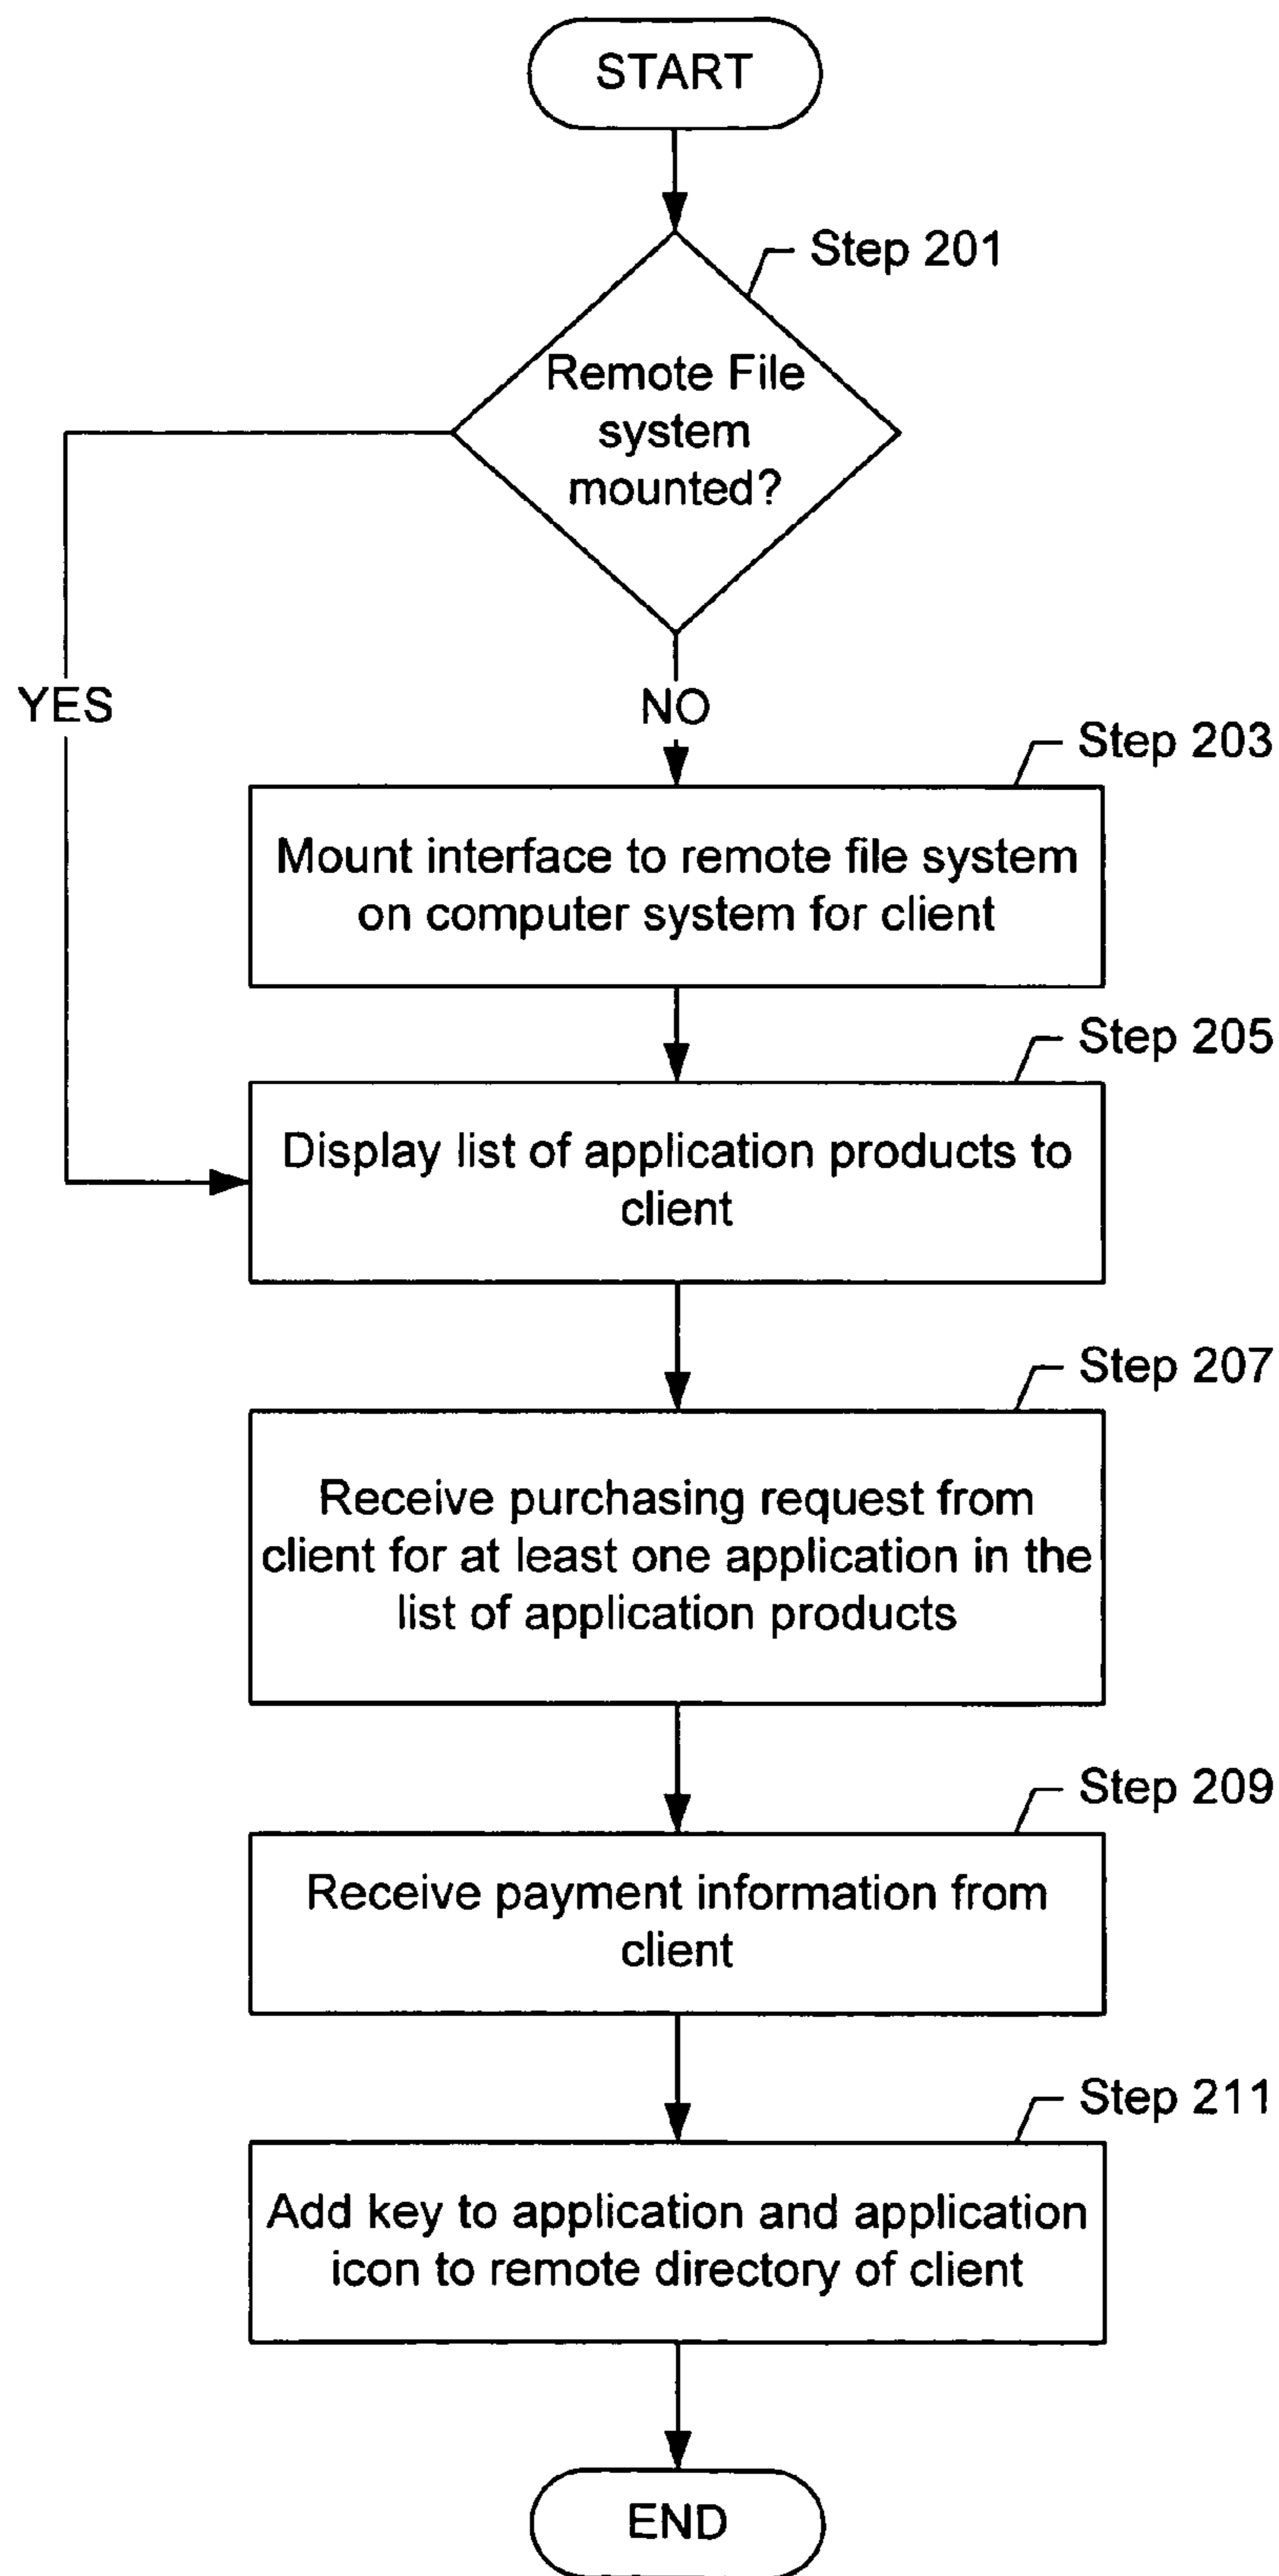 START
Step 201
Remote File
system
mounted?
YES
NO
Step 203
Mount interface to remote file system
on computer system for client
Step 205
Display list of application products to
client
Step 207
Receive purchasing request from
client for at least one application in the
list of application products
Step 209
Receive payment information from
client
Step 211
Add key to application and application
icon to remote directory of client
END